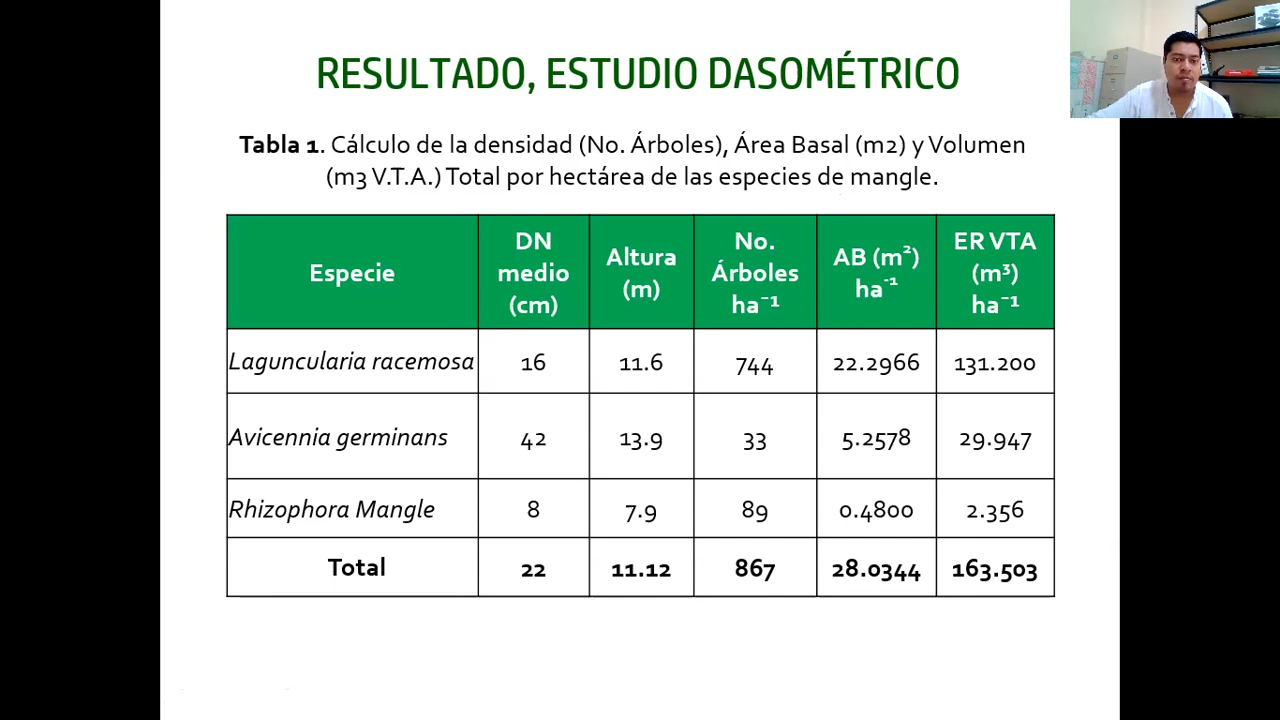 RESULTADO, ESTUDIO DASOMÉTRICO
Tabla 1. Cálculo de la densidad (No. Árboles), Área Basal (m2) y Volumen
(m3 V.T.A.) Total por hectárea de las especies de mangle.
Especie
DN medio (cm)
Altura (m)
No. Árboles ha⁻¹
AB (m²) ha⁻¹
ER VTA (m³) ha⁻¹
Laguncularia racemosa 16 11.6 744 22.2966 131.200
Avicennia germinans 42 13.9 33 5.2578 29.947
Rhizophora Mangle 8 7.9 89 0.4800 2.356
Total 22 11.12 867 28.0344 163.503